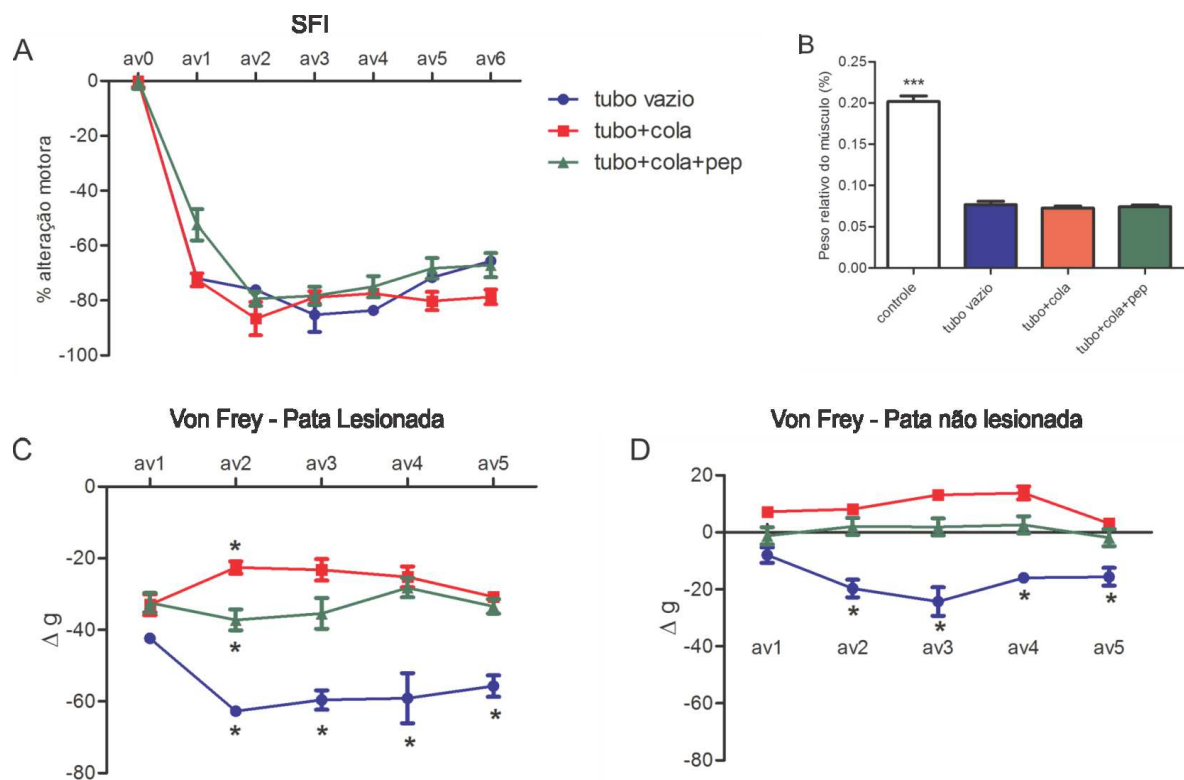 SFI
A
av0 av1 av2 av3 av4 av5 av6
0
-20
-40
-60
-80
-100
% alteração motora
tubo vazio
tubo+cola
tubo+cola+pep
B
0.25
0.20
0.15
0.10
0.05
0.00
Peso relativo do músculo (%)
***
controle
tubo vazio
tubo+cola
tubo+cola+pep
Von Frey - Pata Lesionada
C
av1 av2 av3 av4 av5
0
-20
-40
-60
-80
Δ g
*
*
* * * *
Von Frey - Pata não lesionada
D
20
0
-20
-40
-60
-80
Δ g
* * * *
av1 av2 av3 av4 av5